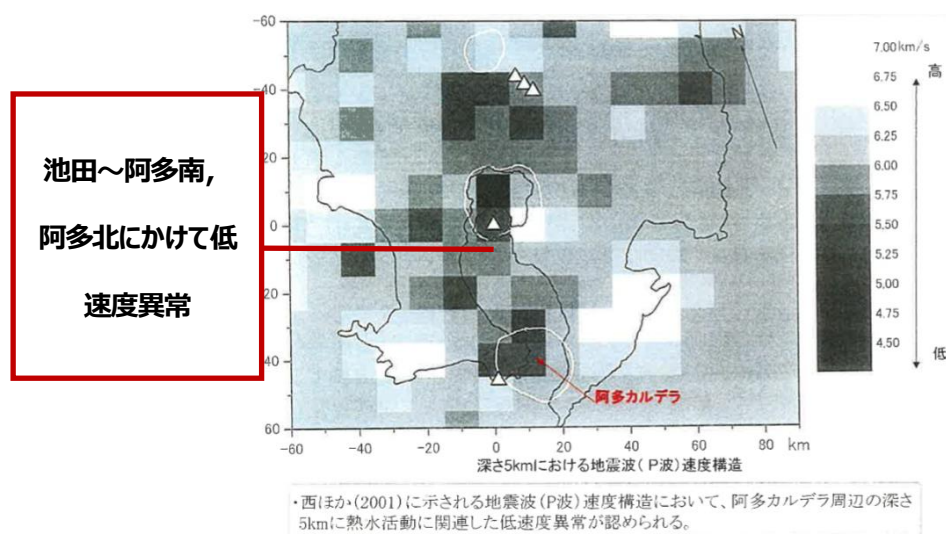 池田～阿多南,
阿多北にかけて低
速度異常
-60
-40
20
0
20
40
60
-60
-40
-20
0
20
40
60
80
km
N
阿多カルデラ
深さ5kmにおける地震波(P波)速度構造
7.00km/s
6.75
6.50
6.25
6.00
5.75
5.50
5.25
5.00
4.75
4.50
高
低
・西ほか(2001)に示される地震波(P波)速度構造において、阿多カルデラ周辺の深さ
5kmに熱水活動に関連した低速度異常が認められる。